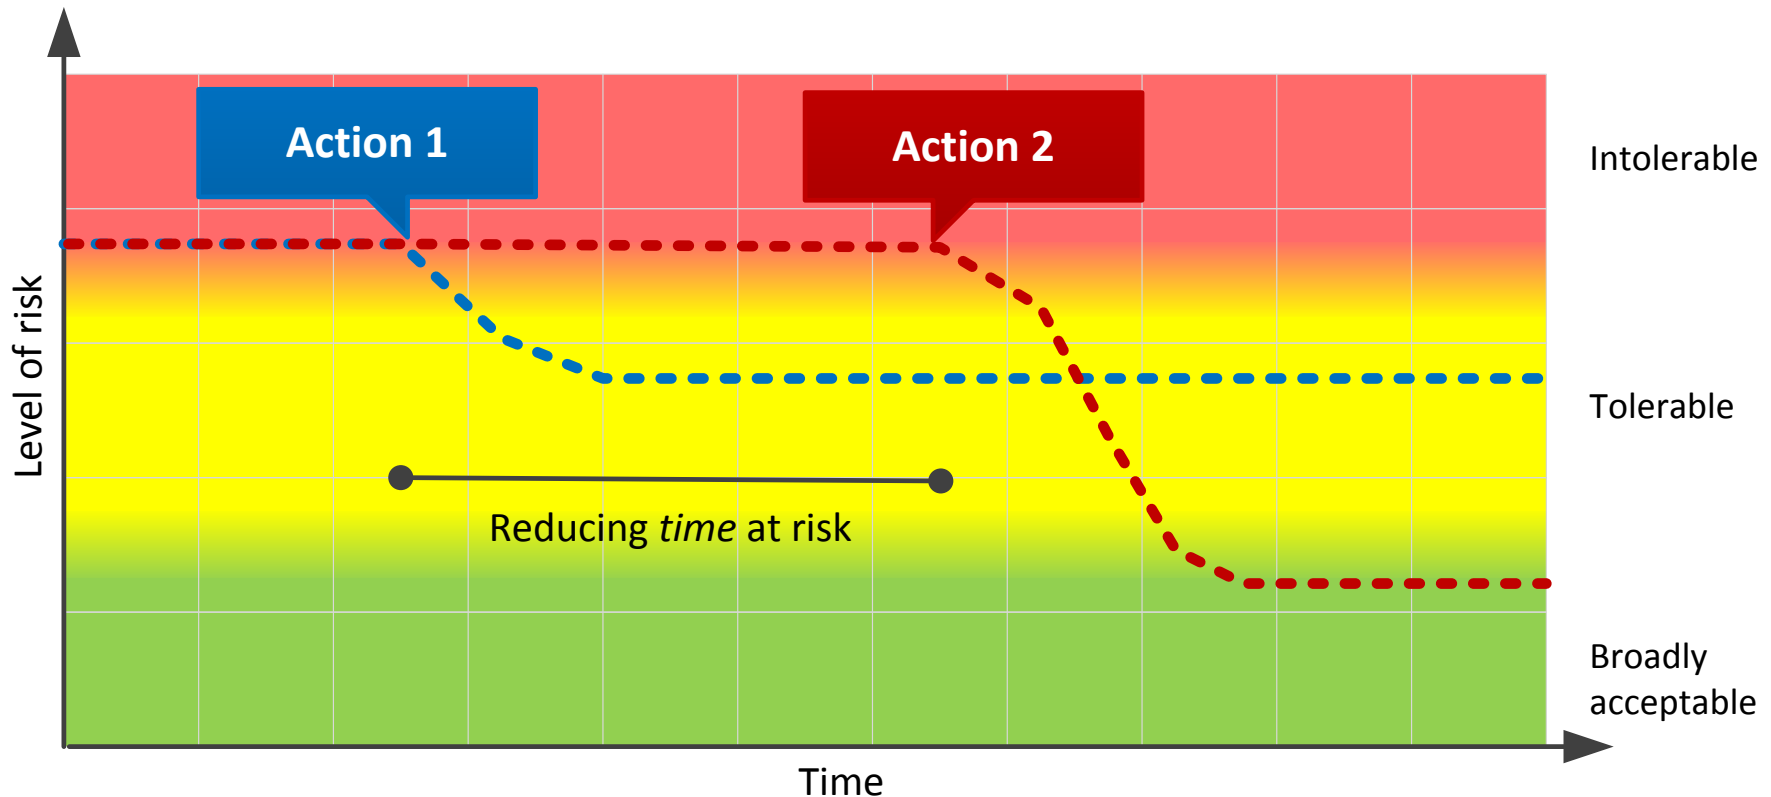 Action 1
Action 2
Intolerable
Level of risk
Tolerable
Reducing time at risk
Broadly
acceptable
Time